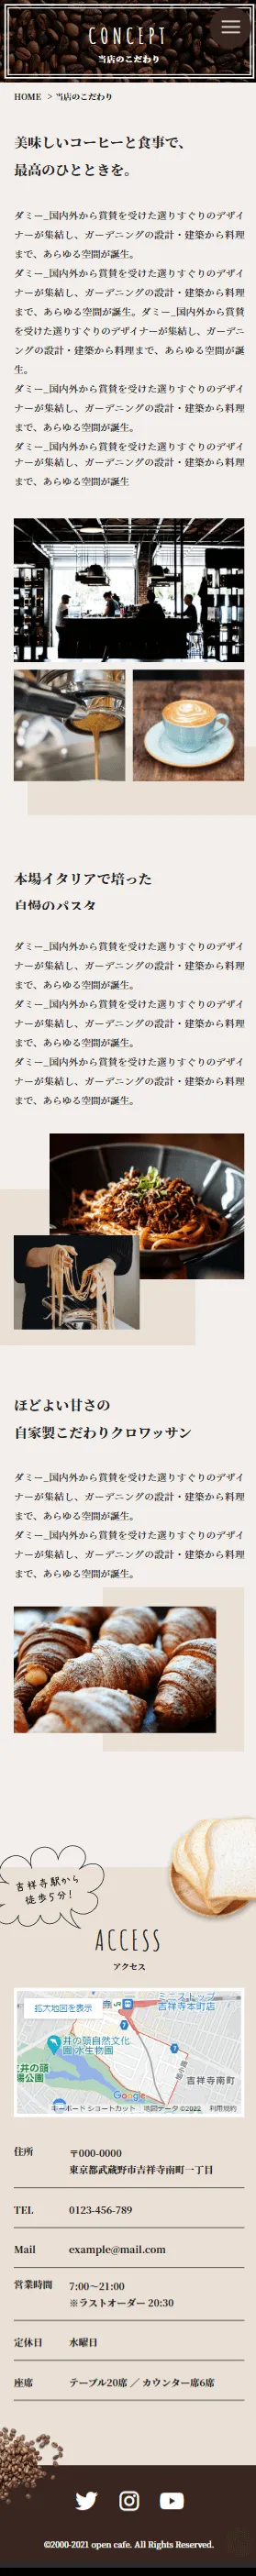 CONCEPT
当店のこだわり
HOME > 当店のこだわり
美味しいコーヒーと食事で、
最高のひとときを。
ダミー_国内外から賞賛を受けた選りすぐりのデザイ
ナーが集結し、ガーデニングの設計・建築から料理
まで、あらゆる空間が誕生。
ダミー_国内外から賞賛を受けた選りすぐりのデザイ
ナーが集結し、ガーデニングの設計・建築から料理
まで、あらゆる空間が誕生。ダミー_国内外から賞賛
を受けた選りすぐりのデザイナーが集結し、ガーデニ
ングの設計・建築から料理まで、あらゆる空間が誕
生。
ダミー_国内外から賞賛を受けた選りすぐりのデザイ
ナーが集結し、ガーデニングの設計・建築から料理
まで、あらゆる空間が誕生。
ダミー_国内外から賞賛を受けた選りすぐりのデザイ
ナーが集結し、ガーデニングの設計・建築から料理
まで、あらゆる空間が誕生
本場イタリアで培った
自慢のパスタ
ダミー_国内外から賞賛を受けた選りすぐりのデザイ
ナーが集結し、ガーデニングの設計・建築から料理
まで、あらゆる空間が誕生。
ダミー_国内外から賞賛を受けた選りすぐりのデザイ
ナーが集結し、ガーデニングの設計・建築から料理
まで、あらゆる空間が誕生。
ダミー_国内外から賞賛を受けた選りすぐりのデザイ
ナーが集結し、ガーデニングの設計・建築から料理
まで、あらゆる空間が誕生。
ほどよい甘さの
自家製こだわりクロワッサン
ダミー_国内外から賞賛を受けた選りすぐりのデザイ
ナーが集結し、ガーデニングの設計・建築から料理
まで、あらゆる空間が誕生。
ダミー_国内外から賞賛を受けた選りすぐりのデザイ
ナーが集結し、ガーデニングの設計・建築から料理
まで、あらゆる空間が誕生。
吉祥寺駅から
徒歩5分!
ACCESS
アクセス
拡大地図を表示
JR
ミニストップ
吉祥寺本町店
井の頭自然文化
園 水生物園
井の頭
場公園
吉祥寺南町
Google
キーボード ショートカット 地図データ ©2022 利用規約
住所 〒000-0000
東京都武蔵野市吉祥寺南町一丁目
TEL 0123-456-789
Mail example@mail.com
営業時間 7:00〜21:00
※ラストオーダー 20:30
定休日 水曜日
座席 テーブル20席 ／ カウンター席6席
©2000-2021 open cafe. All Rights Reserved.